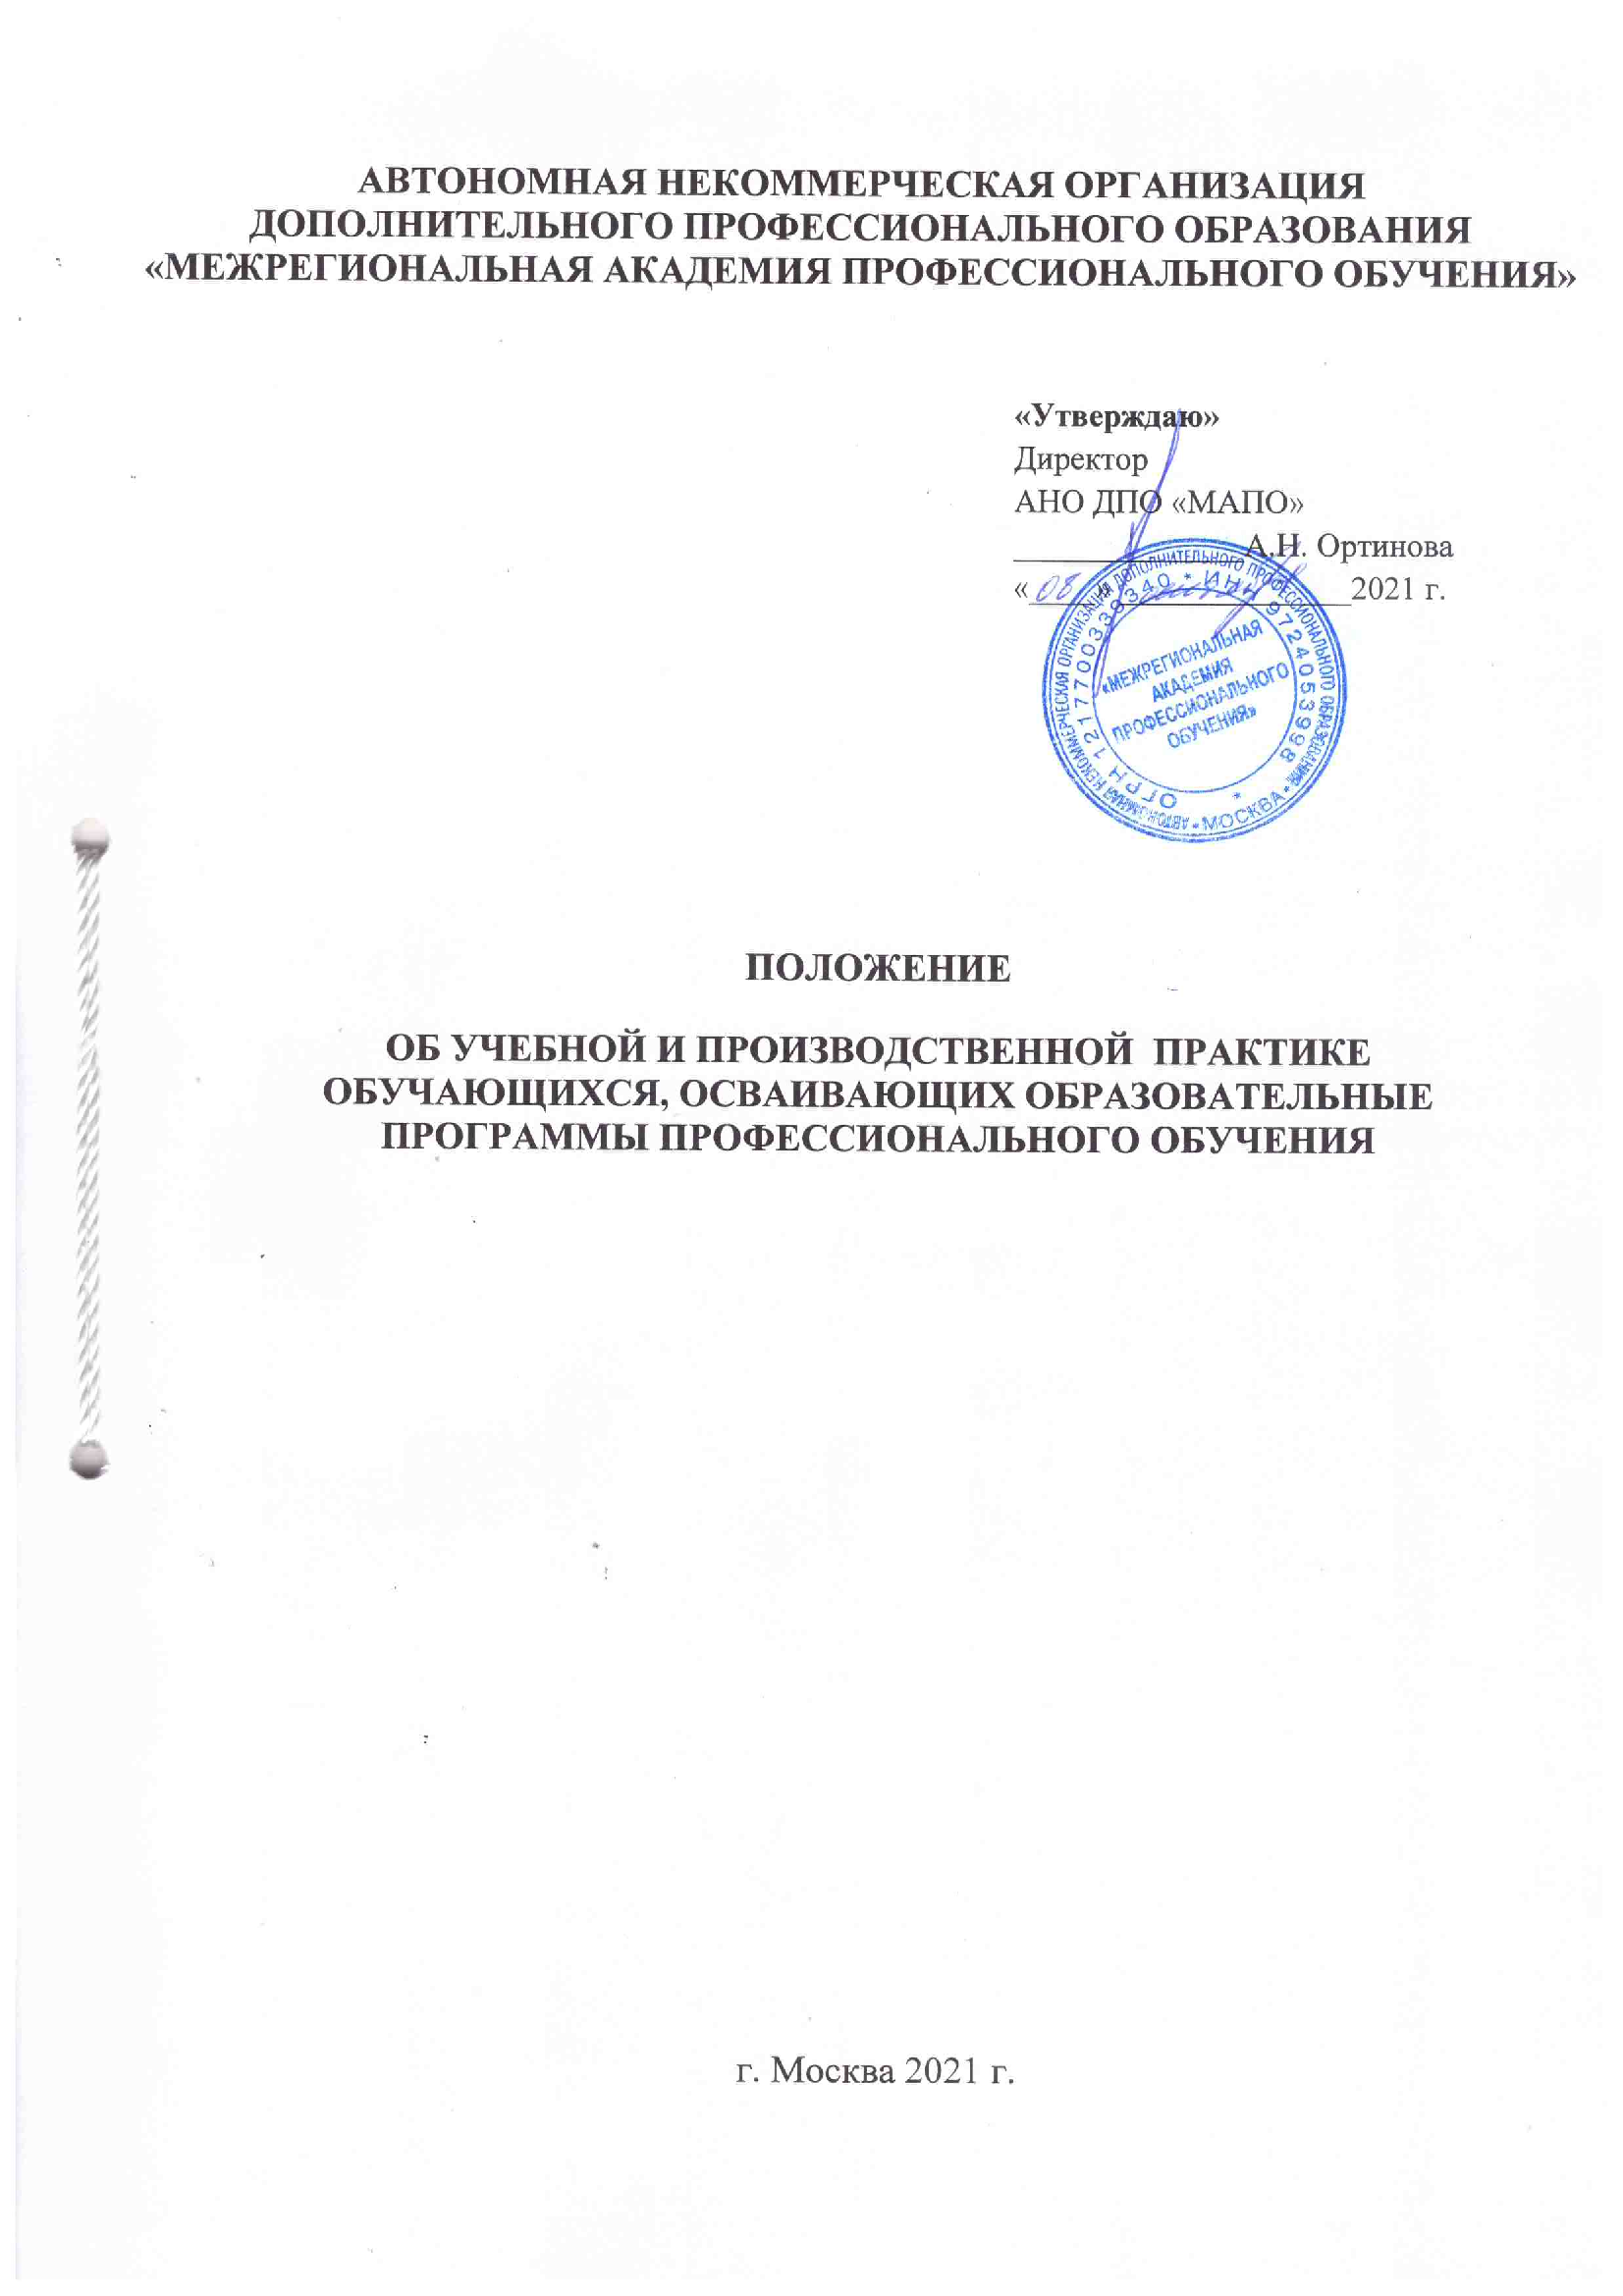 АВТОНОМНАЯ НЕКОММЕРЧЕСКАЯ ОРГАНИЗАЦИЯ
ДОПОЛНИТЕЛЬНОГО ПРОФЕССИОНАЛЬНОГО ОБРАЗОВАНИЯ
«МЕЖРЕГИОНАЛЬНАЯ АКАДЕМИЯ ПРОФЕССИОНАЛЬНОГО ОБУЧЕНИЯ»
«Утверждаю»
Директор
АНО ДПО «МАПО»
А.Н. Ортинова
«08» 2021 г.
АВТОНОМНАЯ НЕКОММЕРЧЕСКАЯ ОРГАНИЗАЦИЯ ДОПОЛНИТЕЛЬНОГО ПРОФЕССИОНАЛЬНОГО ОБРАЗОВАНИЯ * МОСКВА *
ОГРН 1217700339340 * ИНН 9724053998 *
«МЕЖРЕГИОНАЛЬНАЯ
АКАДЕМИЯ
ПРОФЕССИОНАЛЬНОГО
ОБУЧЕНИЯ»
ПОЛОЖЕНИЕ
ОБ УЧЕБНОЙ И ПРОИЗВОДСТВЕННОЙ ПРАКТИКЕ
ОБУЧАЮЩИХСЯ, ОСВАИВАЮЩИХ ОБРАЗОВАТЕЛЬНЫЕ
ПРОГРАММЫ ПРОФЕССИОНАЛЬНОГО ОБУЧЕНИЯ
г. Москва 2021 г.